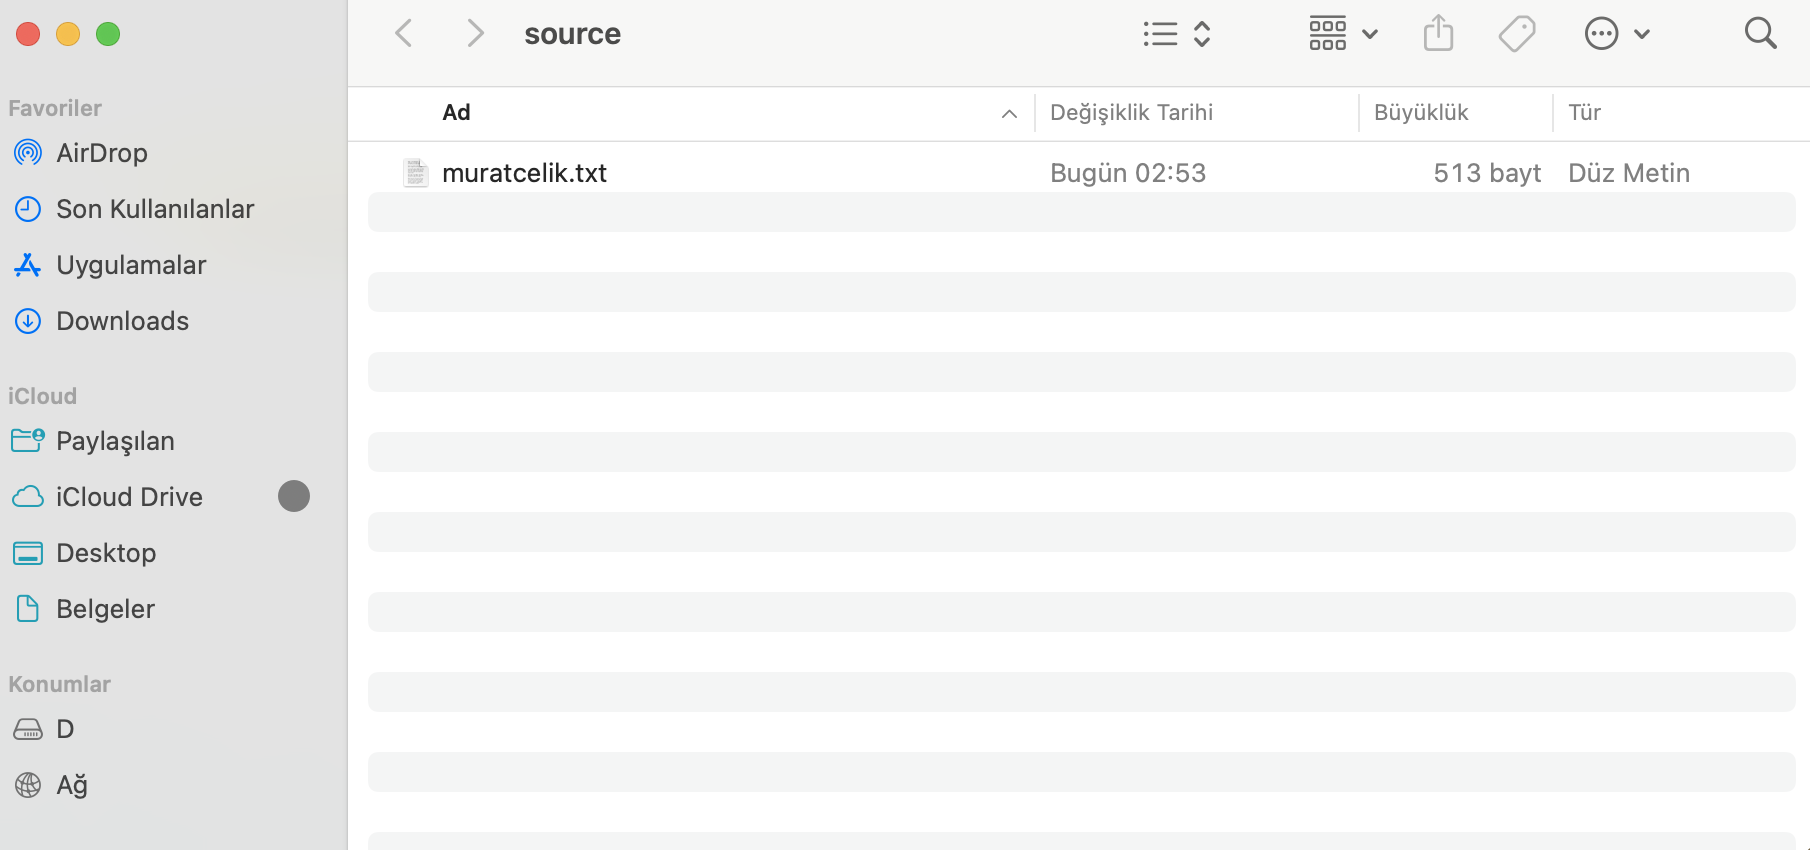 source
Favoriler
AirDrop
Son Kullanılanlar
Uygulamalar
Downloads
iCloud
Paylaşılan
iCloud Drive
Desktop
Belgeler
Konumlar
D
Ağ
Ad Değişiklik Tarihi Büyüklük Tür
muratcelik.txt Bugün 02:53 513 bayt Düz Metin